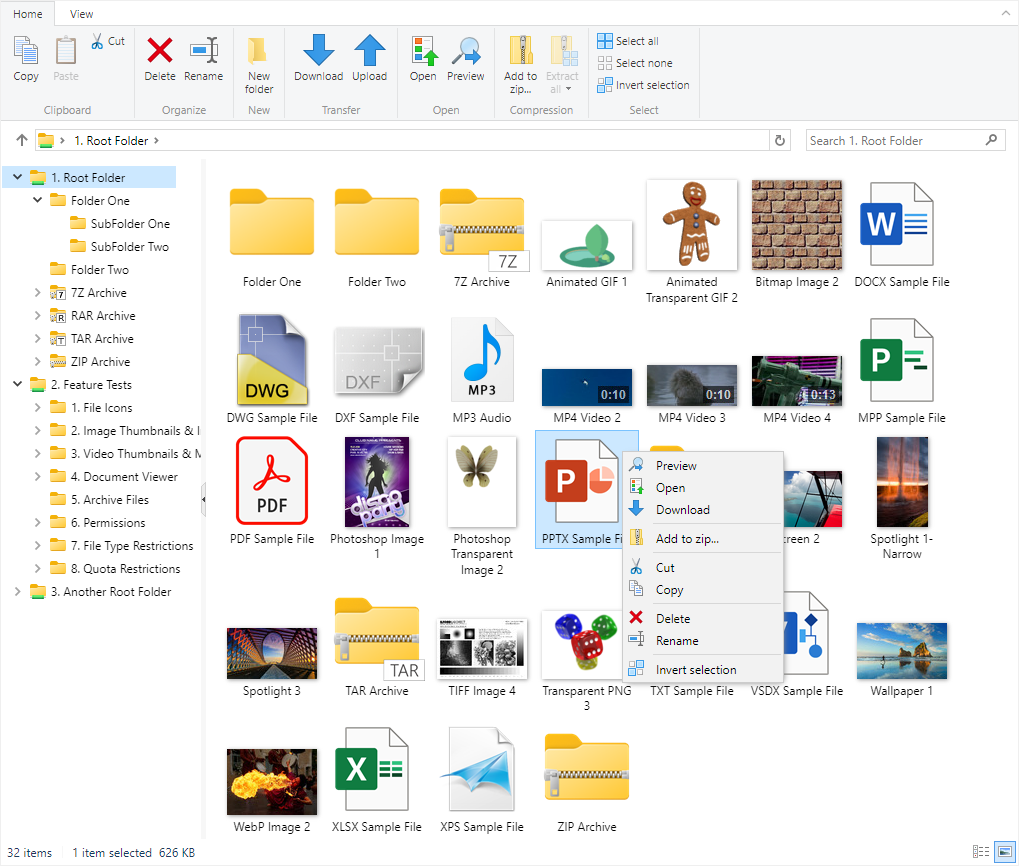 Home
View
Copy
Paste
Cut
Clipboard
Delete
Rename
Organize
New
folder
New
Download
Upload
Transfer
Open
Preview
Open
Add to
zip...
Extract
all
Compression
Select all
Select none
Invert selection
Select
1. Root Folder
Search 1. Root Folder
1. Root Folder
Folder One
SubFolder One
SubFolder Two
Folder Two
7Z Archive
RAR Archive
TAR Archive
ZIP Archive
2. Feature Tests
1. File Icons
2. Image Thumbnails &
3. Video Thumbnails &
4. Document Viewer
5. Archive Files
6. Permissions
7. File Type Restrictions
8. Quota Restrictions
3. Another Root Folder
Folder One
Folder Two
7Z
7Z Archive
Animated GIF 1
Animated
Transparent GIF 2
Bitmap Image 2
W
DOCX Sample File
DWG
DWG Sample File
DXF
DXF Sample File
MP3
MP3 Audio
0:10
MP4 Video 2
0:10
MP4 Video 3
0:13
MP4 Video 4
P
MPP Sample File
PDF
PDF Sample File
disco
party
Photoshop Image
1
Photoshop
Transparent
Image 2
P
PPTX Sample
Preview
Open
Download
Add to zip...
Cut
Copy
Delete
Rename
Invert selection
2
Spotlight 1-
Narrow
Spotlight 3
TAR
TAR Archive
TIFF Image 4
Transparent PNG
3
TXT Sample File
VSDX Sample File
Wallpaper 1
WebP Image 2
X
XLSX Sample File
XPS Sample File
ZIP Archive
32 items
1 item selected 626 KB